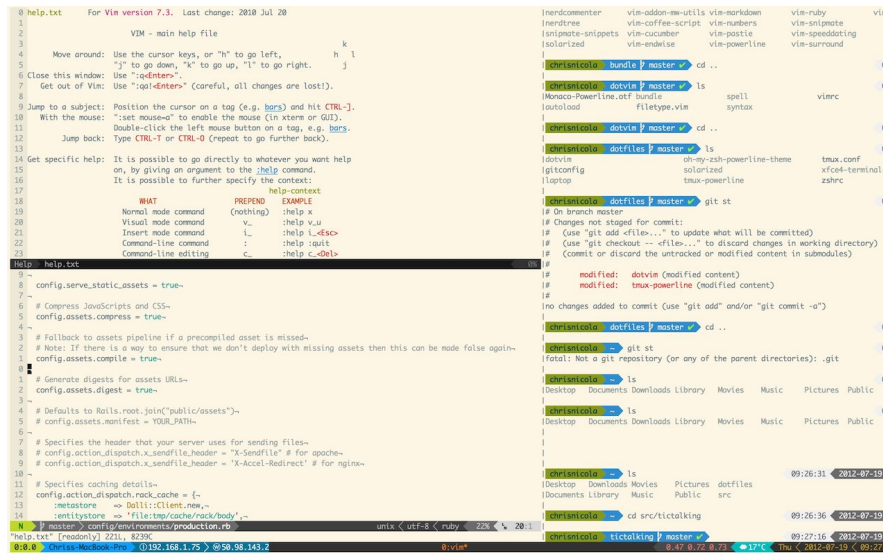 0 help.txt For Vim version 7.3. Last change: 2010 Jul 20
1
2 VIM - main help file
3 k
4 Move around: Use the cursor keys, or "h" to go left, h l
5 "j" to go down, "k" to go up, "l" to go right. j
6 Close this window: Use ":q<Enter>".
7 Get out of Vim: Use ":qa!<Enter>" (careful, all changes are lost!).
8
9 Jump to a subject: Position the cursor on a tag (e.g. bars) and hit CTRL-].
10 With the mouse: ":set mouse=a" to enable the mouse (in xterm or GUI).
11 Double-click the left mouse button on a tag, e.g. bars.
12 Jump back: Type CTRL-T or CTRL-O (repeat to go further back).
13
14 Get specific help: It is possible to go directly to whatever you want help
15 on, by giving an argument to the :help command.
16 It is possible to further specify the context:
17 help-context
18 WHAT PREPEND EXAMPLE
19 Normal mode command (nothing) :help x
20 Visual mode command v_ :help v_u
21 Insert mode command i_ :help i_<Esc>
22 Command-line command : :help :quit
23 Command-line editing c_ :help c_<Del>
Help help.txt 0%
9 ¬
8 config.serve_static_assets = true¬
7 ¬
6 # Compress JavaScripts and CSS¬
5 config.assets.compress = true¬
4 ¬
3 # Fallback to assets pipeline if a precompiled asset is missed¬
2 # Note: If there is a way to ensure that we don't deploy with missing assets then this can be made false again¬
1 config.assets.compile = true¬
0
1 # Generate digests for assets URLs¬
2 config.assets.digest = true¬
3 ¬
4 # Defaults to Rails.root.join("public/assets")¬
5 # config.assets.manifest = YOUR_PATH¬
6 ¬
7 # Specifies the header that your server uses for sending files¬
8 # config.action_dispatch.x_sendfile_header = "X-Sendfile" # for apache¬
9 # config.action_dispatch.x_sendfile_header = 'X-Accel-Redirect' # for nginx¬
10 ¬
11 # Specifies caching details¬
12 config.action_dispatch.rack_cache = {¬
13 :metastore => Dalli::Client.new,¬
14 :entitystore => 'file:tmp/cache/rack/body',¬
N master config/environments/production.rb unix utf-8 ruby 22% 20:1
"help.txt" [readonly] 221L, 8239C
nerdcommenter vim-addon-mw-utils vim-markdown vim-ruby
nerdtree vim-coffee-script vim-numbers vim-snipmate
snipmate-snippets vim-cucumber vim-pastie vim-speeddating
solarized vim-endwise vim-powerline vim-surround
chrisnicola bundle master ✔ cd ..
chrisnicola dotvim master ✔ ls
Monaco-Powerline.otf bundle spell vimrc
autoload filetype.vim syntax
chrisnicola dotvim master ✔ cd ..
chrisnicola dotfiles master ✔ ls
dotvim oh-my-zsh-powerline-theme tmux.conf
gitconfig solarized xfce4-terminal
laptop tmux-powerline zshrc
chrisnicola dotfiles master ✔ git st
# On branch master
# Changes not staged for commit:
# (use "git add <file>..." to update what will be committed)
# (use "git checkout -- <file>..." to discard changes in working directory)
# (commit or discard the untracked or modified content in submodules)
#
# modified: dotvim (modified content)
# modified: tmux-powerline (modified content)
#
no changes added to commit (use "git add" and/or "git commit -a")
chrisnicola dotfiles master ✔ cd ..
chrisnicola ~ git st
fatal: Not a git repository (or any of the parent directories): .git
chrisnicola ~ ls
Desktop Documents Downloads Library Movies Music Pictures Public
chrisnicola ~ ls
Desktop Documents Downloads Library Movies Music Pictures Public
chrisnicola ~ ls 09:26:31 2012-07-19
Desktop Downloads Movies Pictures dotfiles
Documents Library Music Public src
chrisnicola ~ cd src/tictalking 09:26:36 2012-07-19
chrisnicola tictalking master ✔ 09:27:16 2012-07-19
0:0.0 Chriss-MacBook-Pro 192.168.1.75 50.98.143.2 0:vim* 0.47 0.72 0.73 17°C Thu 2012-07-19 09:27